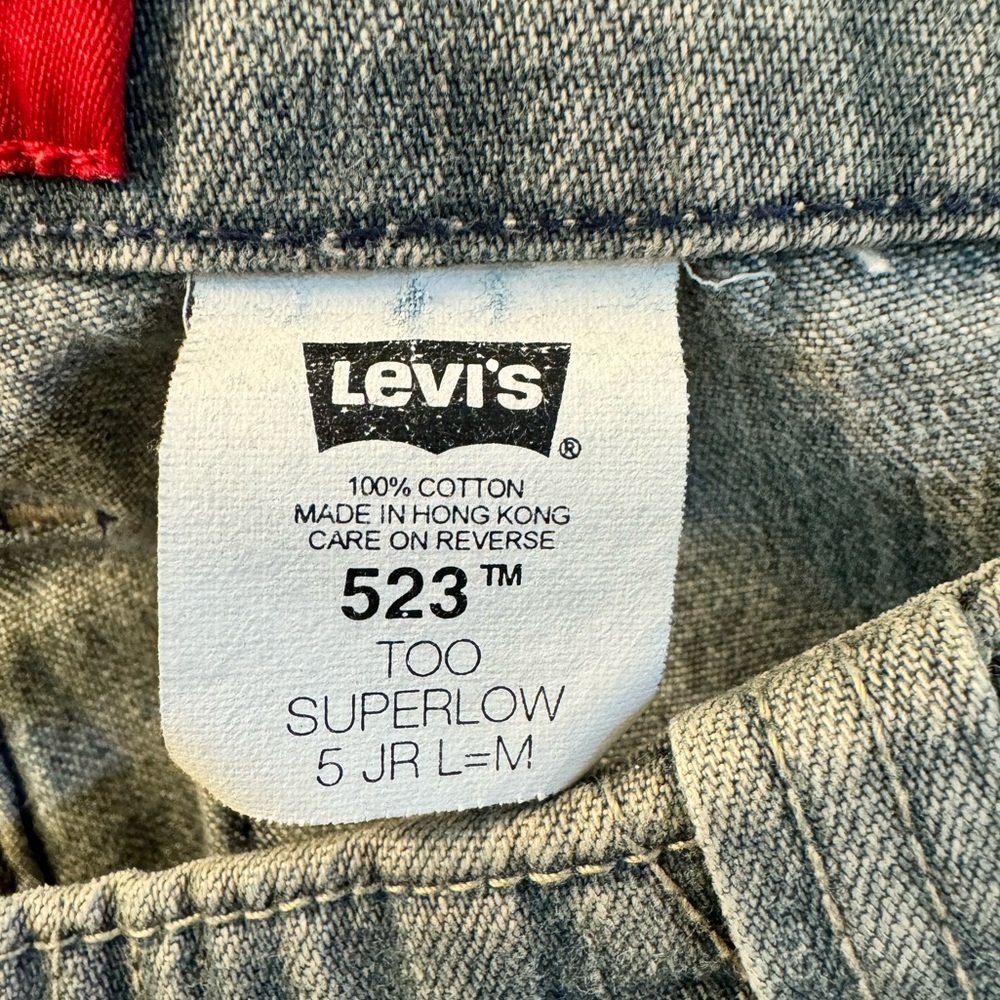 Levi's ®
100% COTTON
MADE IN HONG KONG
CARE ON REVERSE
523™
TOO
SUPERLOW
5 JR L=M